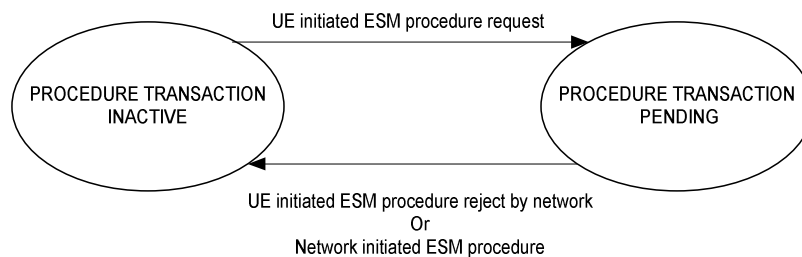 UE initiated ESM procedure request
PROCEDURE TRANSACTION
INACTIVE
PROCEDURE TRANSACTION
PENDING
UE initiated ESM procedure reject by network
Or
Network initiated ESM procedure